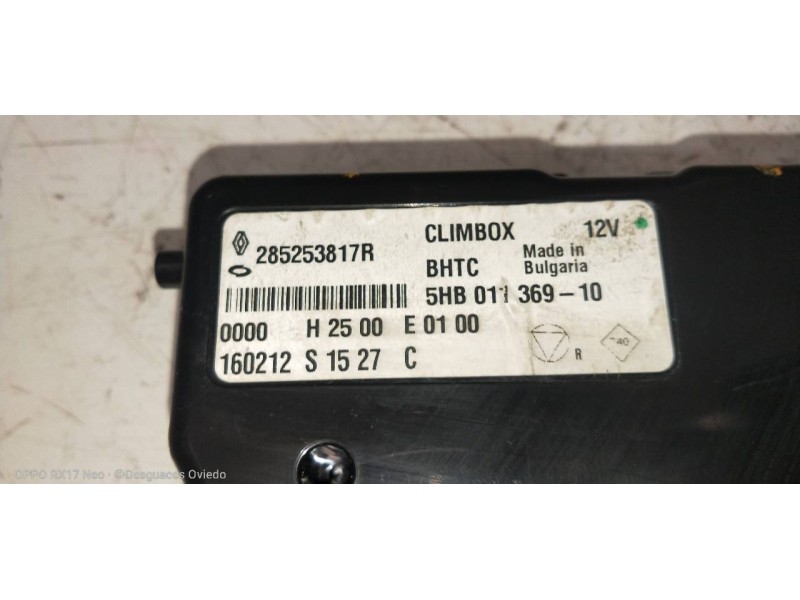 285253817R
CLIMBOX 12V
BHTC Made in Bulgaria
5HB 011 369-10
0000 H 25 00 E 01 00
160212 S 15 27 C
R
40
OPPO RX17 Neo · ©Desguaces Oviedo